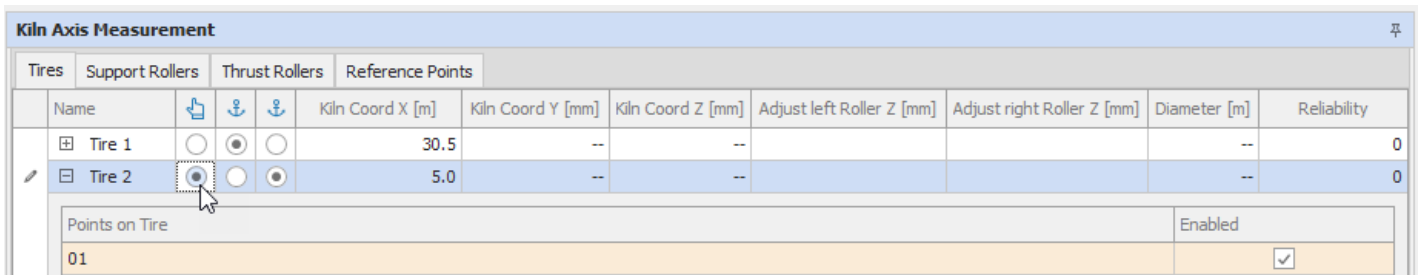 Kiln Axis Measurement
Tires Support Rollers Thrust Rollers Reference Points
Name Kiln Coord X [m] Kiln Coord Y [mm] Kiln Coord Z [mm] Adjust left Roller Z [mm] Adjust right Roller Z [mm] Diameter [m] Reliability
Tire 1 30.5 -- -- -- 0
Tire 2 5.0 -- -- -- 0
Points on Tire Enabled
01